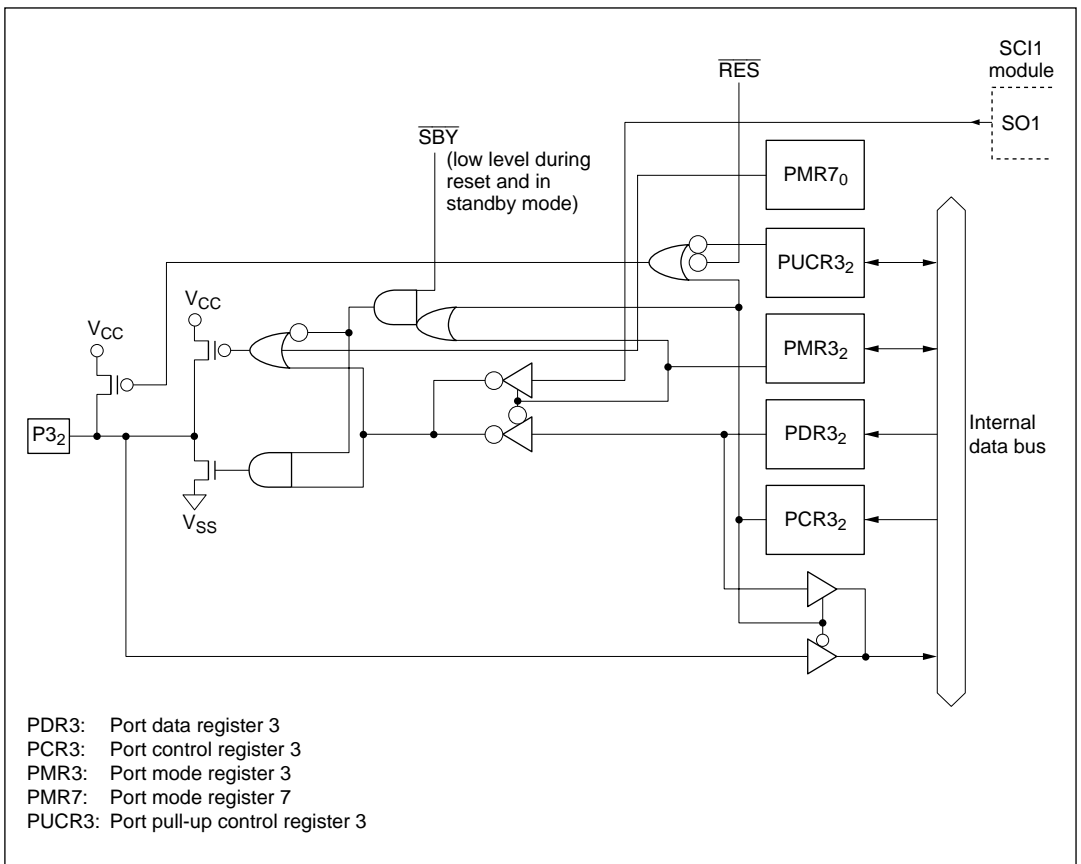 SCI1
module
RES
SO1
SBY
(low level during
reset and in
standby mode)
PMR7₀
PUCR3₂
VCC
VCC
PMR3₂
P3₂
PDR3₂
Internal
data bus
PCR3₂
VSS
PDR3: Port data register 3
PCR3: Port control register 3
PMR3: Port mode register 3
PMR7: Port mode register 7
PUCR3: Port pull-up control register 3